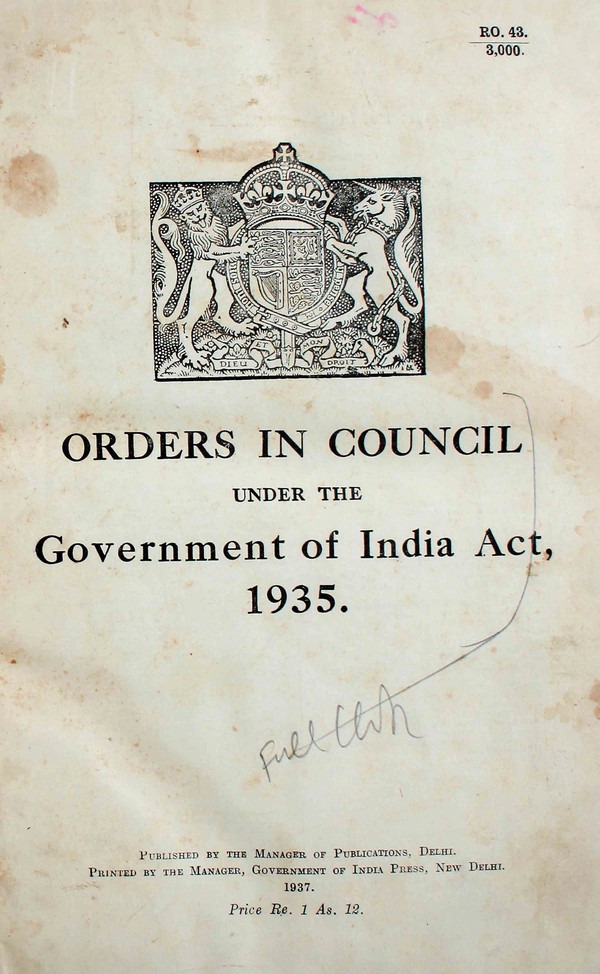 RO. 43.
3,000.
DIEU ET MON DROIT
ORDERS IN COUNCIL
UNDER THE
Government of India Act,
1935.
Full Cloth
Published by the Manager of Publications, Delhi.
Printed by the Manager, Government of India Press, New Delhi.
1937.
Price Re. 1 As. 12.